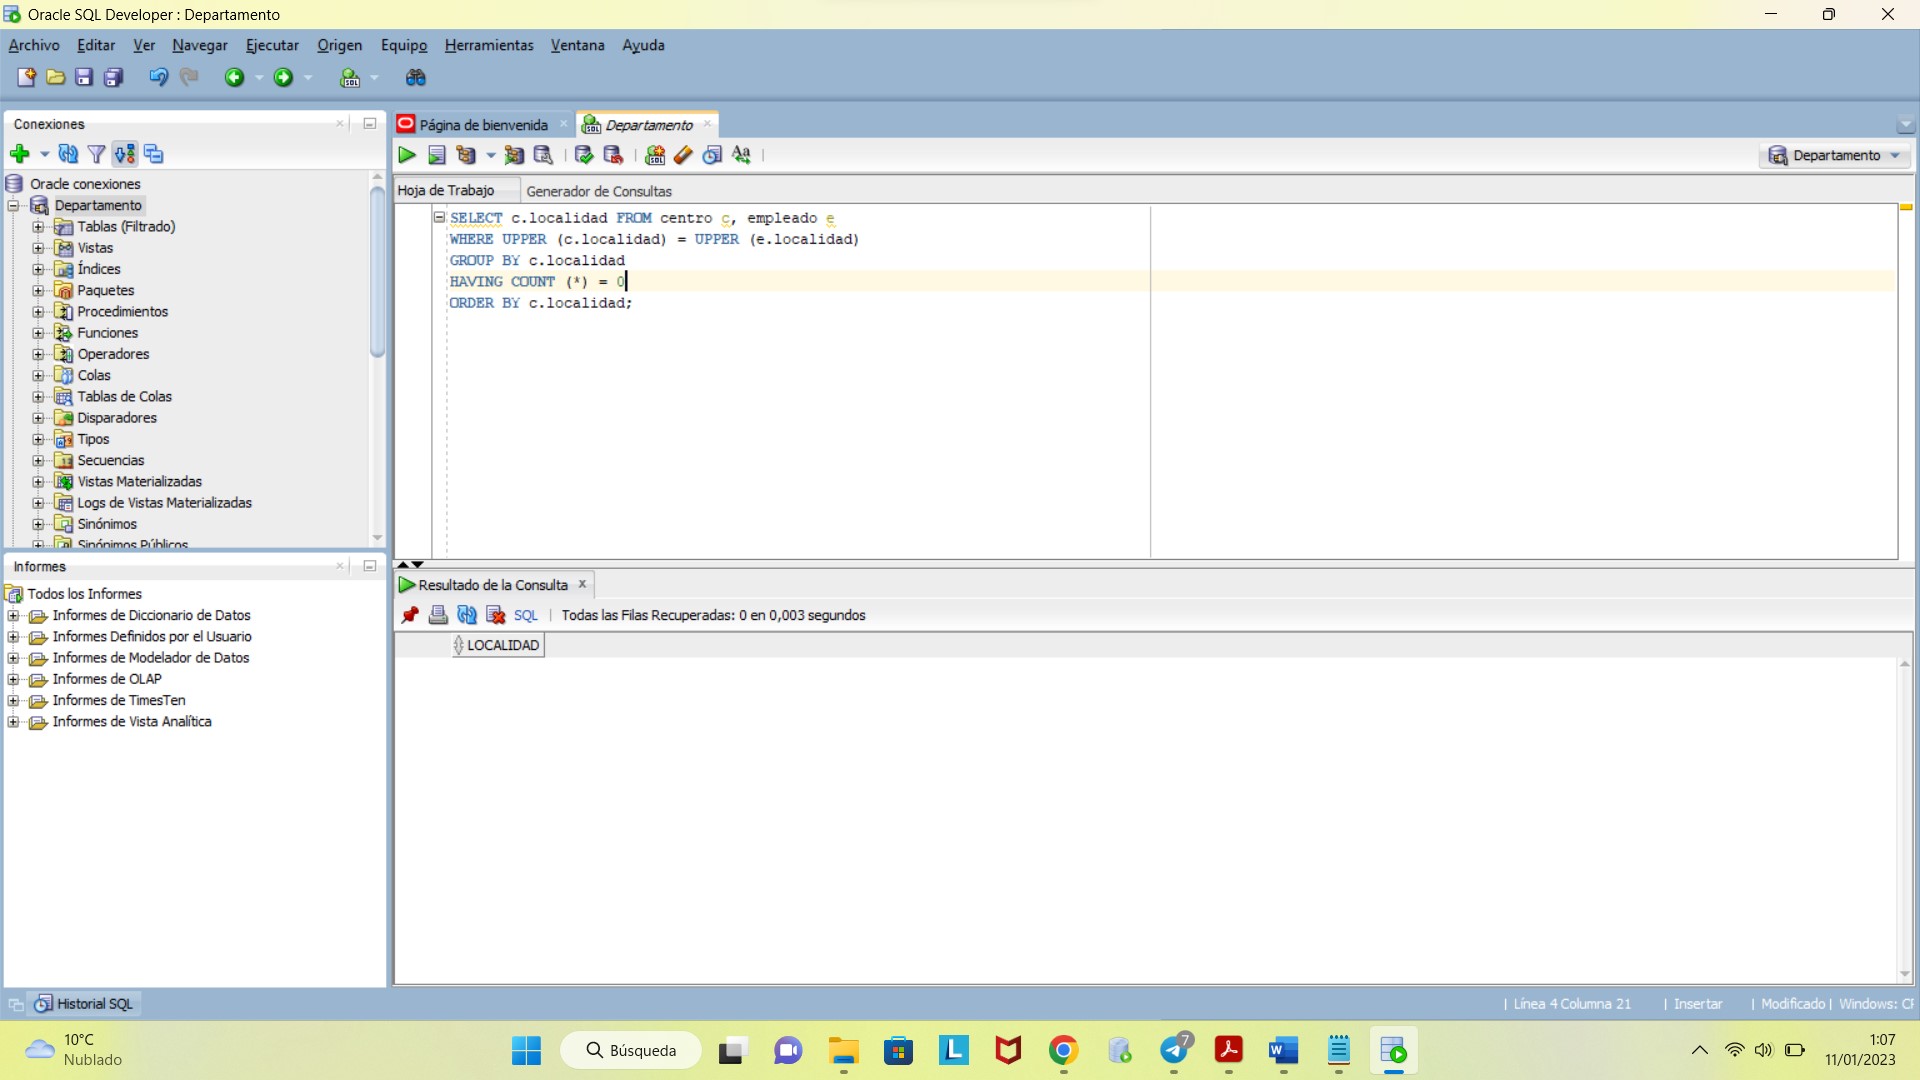 Oracle SQL Developer : Departamento
Archivo Editar Ver Navegar Ejecutar Origen Equipo Herramientas Ventana Ayuda
Conexiones
Página de bienvenida
Departamento
Departamento
Hoja de Trabajo
Generador de Consultas
Oracle conexiones
Departamento
Tablas (Filtrado)
Vistas
Índices
Paquetes
Procedimientos
Funciones
Operadores
Colas
Tablas de Colas
Disparadores
Tipos
Secuencias
Vistas Materializadas
Logs de Vistas Materializadas
Sinónimos
Sinónimos Públicos
SELECT c.localidad FROM centro c, empleado e
WHERE UPPER (c.localidad) = UPPER (e.localidad)
GROUP BY c.localidad
HAVING COUNT (*) = 0
ORDER BY c.localidad;
Informes
Todos los Informes
Informes de Diccionario de Datos
Informes Definidos por el Usuario
Informes de Modelador de Datos
Informes de OLAP
Informes de TimesTen
Informes de Vista Analítica
Resultado de la Consulta
SQL | Todas las Filas Recuperadas: 0 en 0,003 segundos
LOCALIDAD
Historial SQL
| Línea 4 Columna 21 | Insertar | Modificado | Windows: CF
10°C
Nublado
Búsqueda
7
1:07
11/01/2023